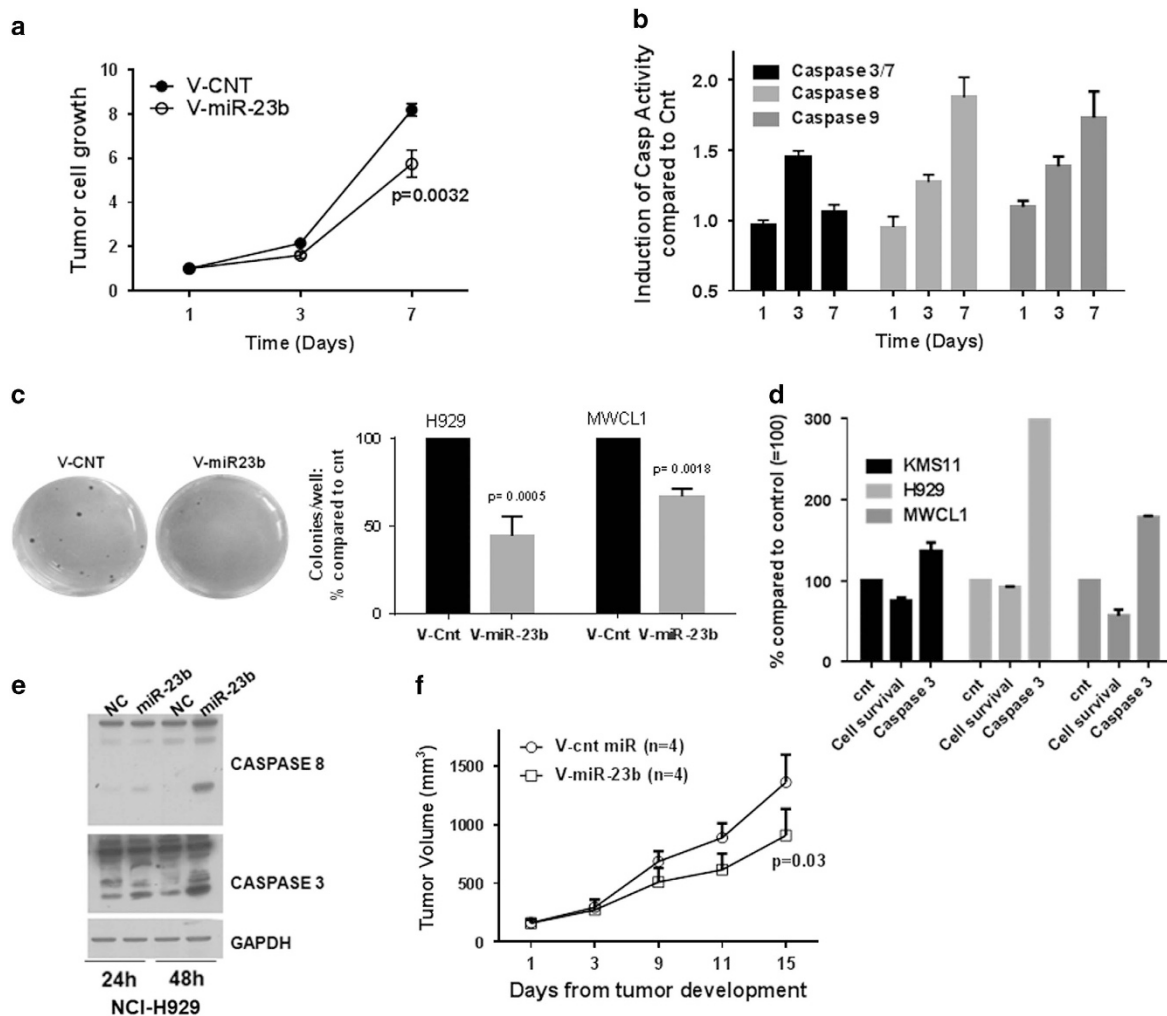 a
V-CNT
V-miR-23b
Tumor cell growth
10
8
6
4
2
0
p=0.0032
1 3 7
Time (Days)
b
Caspase 3/7
Caspase 8
Caspase 9
Induction of Casp Activity
compared to Cnt
2.0
1.5
1.0
0.5
1 3 7 1 3 7 1 3 7
Time (Days)
c
V-CNT V-miR23b
H929 MWCL1
Colonies/well:
% compared to cnt
100
50
0
p= 0.0005
p= 0.0018
V-Cnt V-miR-23b V-Cnt V-miR-23b
d
KMS11
H929
MWCL1
% compared to control (=100)
300
200
100
0
cnt Cell survival Caspase 3 cnt Cell survival Caspase 3 cnt Cell survival Caspase 3
e
NC miR-23b NC miR-23b
CASPASE 8
CASPASE 3
GAPDH
24h 48h
NCI-H929
f
V-cnt miR (n=4)
V-miR-23b (n=4)
Tumor Volume (mm³)
1500
1000
500
0
p=0.03
1 3 9 11 15
Days from tumor development